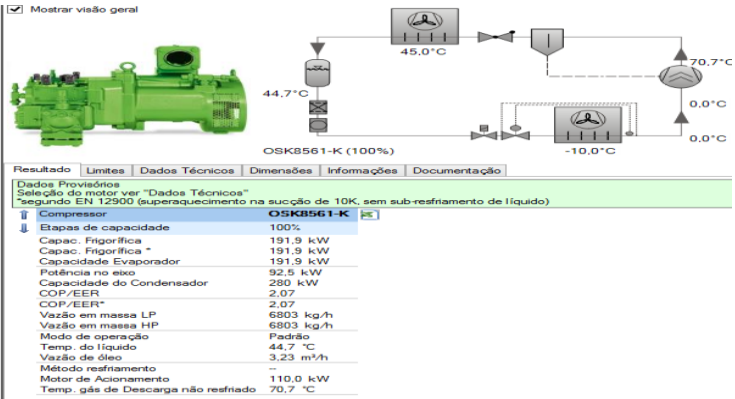 Mostrar visão geral
45,0°C
70,7°C
44,7°C
0,0°C
0,0°C
OSK8561-K (100%)
-10,0°C
Resultado Limites Dados Técnicos Dimensões Informações Documentação
Dados Provisórios
Seleção do motor ver "Dados Técnicos"
*segundo EN 12900 (superaquecimento na sucção de 10K, sem sub-resfriamento de líquido)
Compressor OSK8561-K
Etapas de capacidade 100%
Capac. Frigorífica 191,9 kW
Capac. Frigorífica * 191,9 kW
Capacidade Evaporador 191,9 kW
Potência no eixo 92,5 kW
Capacidade do Condensador 280 kW
COP/EER 2,07
COP/EER* 2,07
Vazão em massa LP 6803 kg/h
Vazão em massa HP 6803 kg/h
Modo de operação Padrão
Temp. do líquido 44,7 °C
Vazão de óleo 3,23 m³/h
Método resfriamento --
Motor de Acionamento 110,0 kW
Temp. gás de Descarga não resfriado 70,7 °C